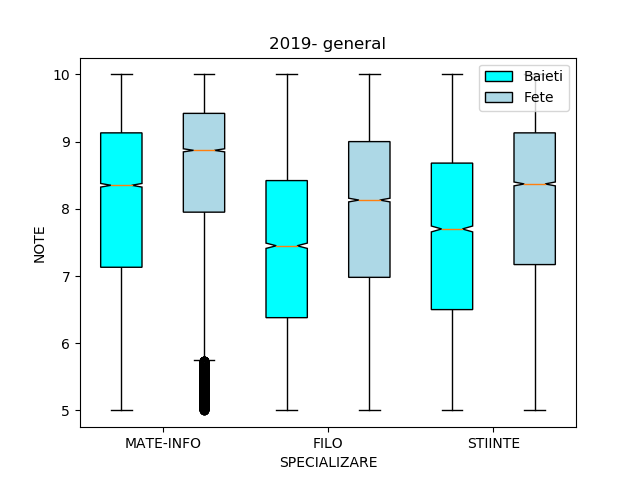 2019- general
Baieti
Fete
NOTE
10
9
8
7
6
5
MATE-INFO FILO STIINTE
SPECIALIZARE